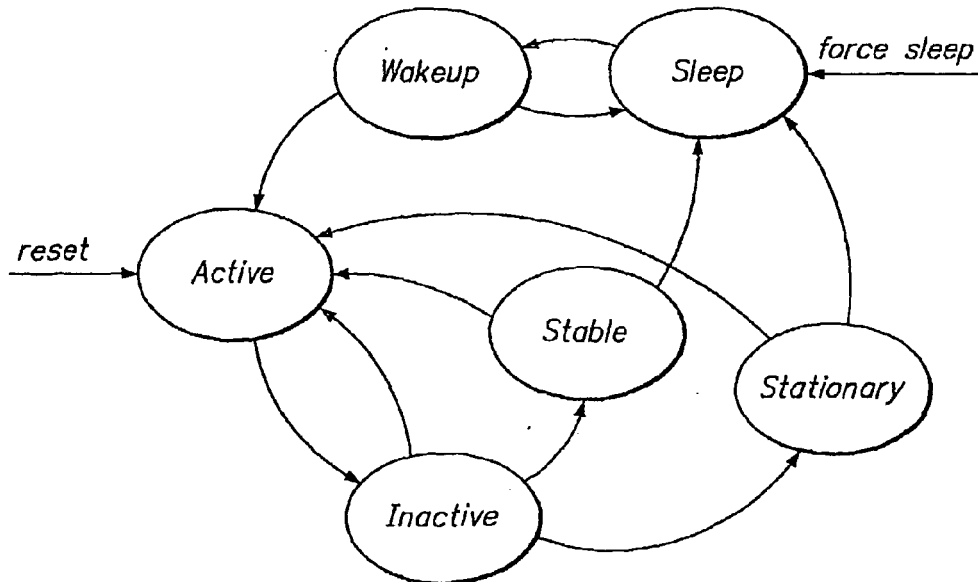 Wakeup
Sleep
force sleep
reset
Active
Stable
Stationary
Inactive